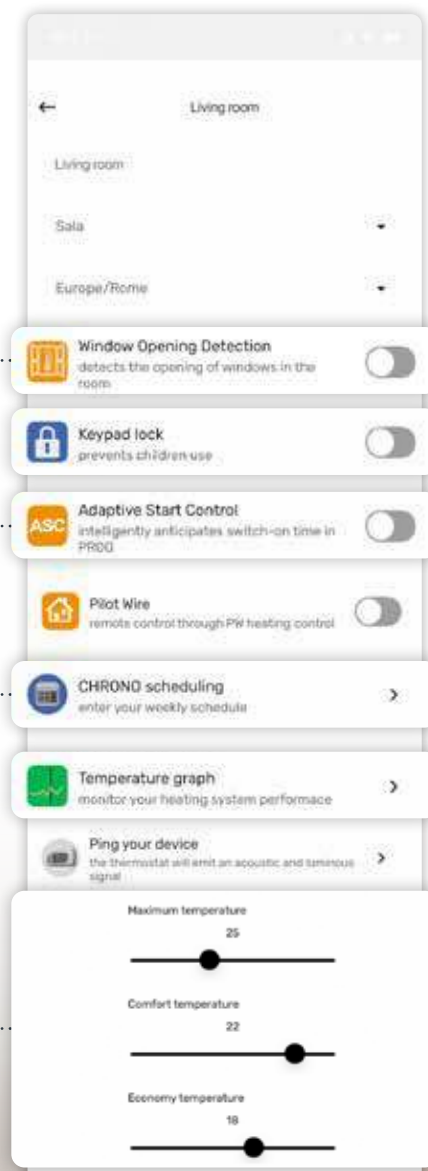 Living room
Living room
Sala
Europe/Rome
Window Opening Detection
detects the opening of windows in the
room
Keypad lock
prevents children use
ASC
Adaptive Start Control
intelligently anticipates switch-on time in
PROG
Pilot Wire
remote control through PW heating control
CHRONO scheduling
enter your weekly schedule
Temperature graph
monitor your heating system performace
Ping your device
the thermostat will emit an acoustic and luminous
signal
Maximum temperature
25
Comfort temperature
22
Economy temperature
18